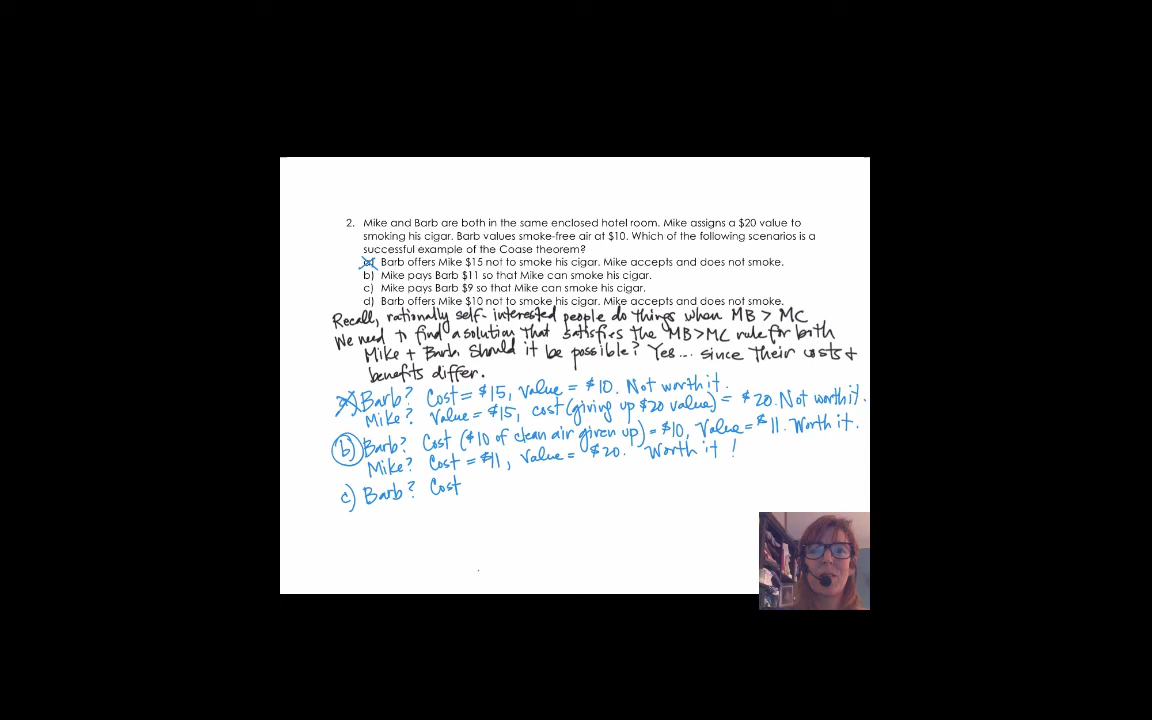 2. Mike and Barb are both in the same enclosed hotel room. Mike assigns a $20 value to
smoking his cigar. Barb values smoke-free air at $10. Which of the following scenarios is a
successful example of the Coase theorem?
a) Barb offers Mike $15 not to smoke his cigar. Mike accepts and does not smoke.
b) Mike pays Barb $11 so that Mike can smoke his cigar.
c) Mike pays Barb $9 so that Mike can smoke his cigar.
d) Barb offers Mike $10 not to smoke his cigar. Mike accepts and does not smoke.
Recall, rationally self-interested people do things when MB > MC
We need to find a solution that satisfies the MB>MC rule for both
Mike + Barb. Should it be possible? Yes... since their costs +
benefits differ.
a) Barb? Cost = $15, value = $10. Not worth it.
Mike? Value = $15, cost (giving up $20 value) = $20. Not worth it.
b) Barb? Cost ($10 of clean air given up) = $10, Value = $11. Worth it.
Mike? Cost = $11, value = $20. Worth it!
c) Barb? Cost